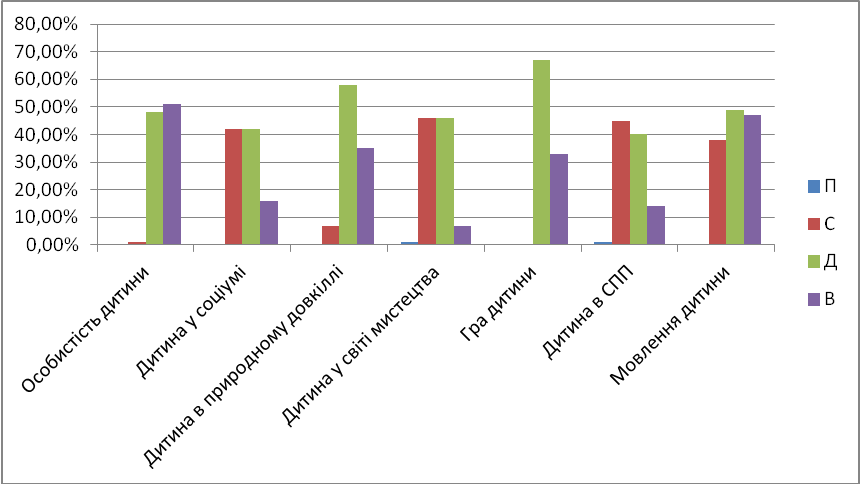 80,00%
70,00%
60,00%
50,00%
40,00%
30,00%
20,00%
10,00%
0,00%
Особистість дитини
Дитина у соціумі
Дитина в природному довкіллі
Дитина у світі мистецтва
Гра дитини
Дитина в СПП
Мовлення дитини
П
С
Д
В